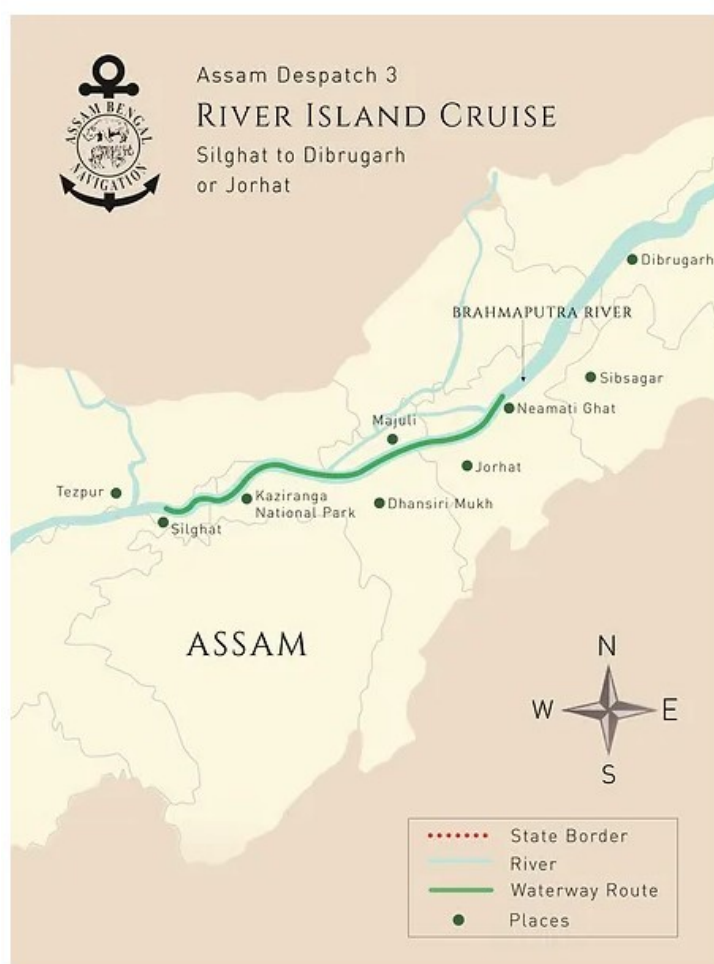 Assam Despatch 3
RIVER ISLAND CRUISE
Silghat to Dibrugarh
or Jorhat
ASSAM BENGAL
NAVIGATION
Dibrugarh
BRAHMAPUTRA RIVER
Sibsagar
Neamati Ghat
Majuli
Jorhat
Tezpur
Kaziranga
National Park
Dhansiri Mukh
Silghat
ASSAM
N
W
E
S
State Border
River
Waterway Route
Places